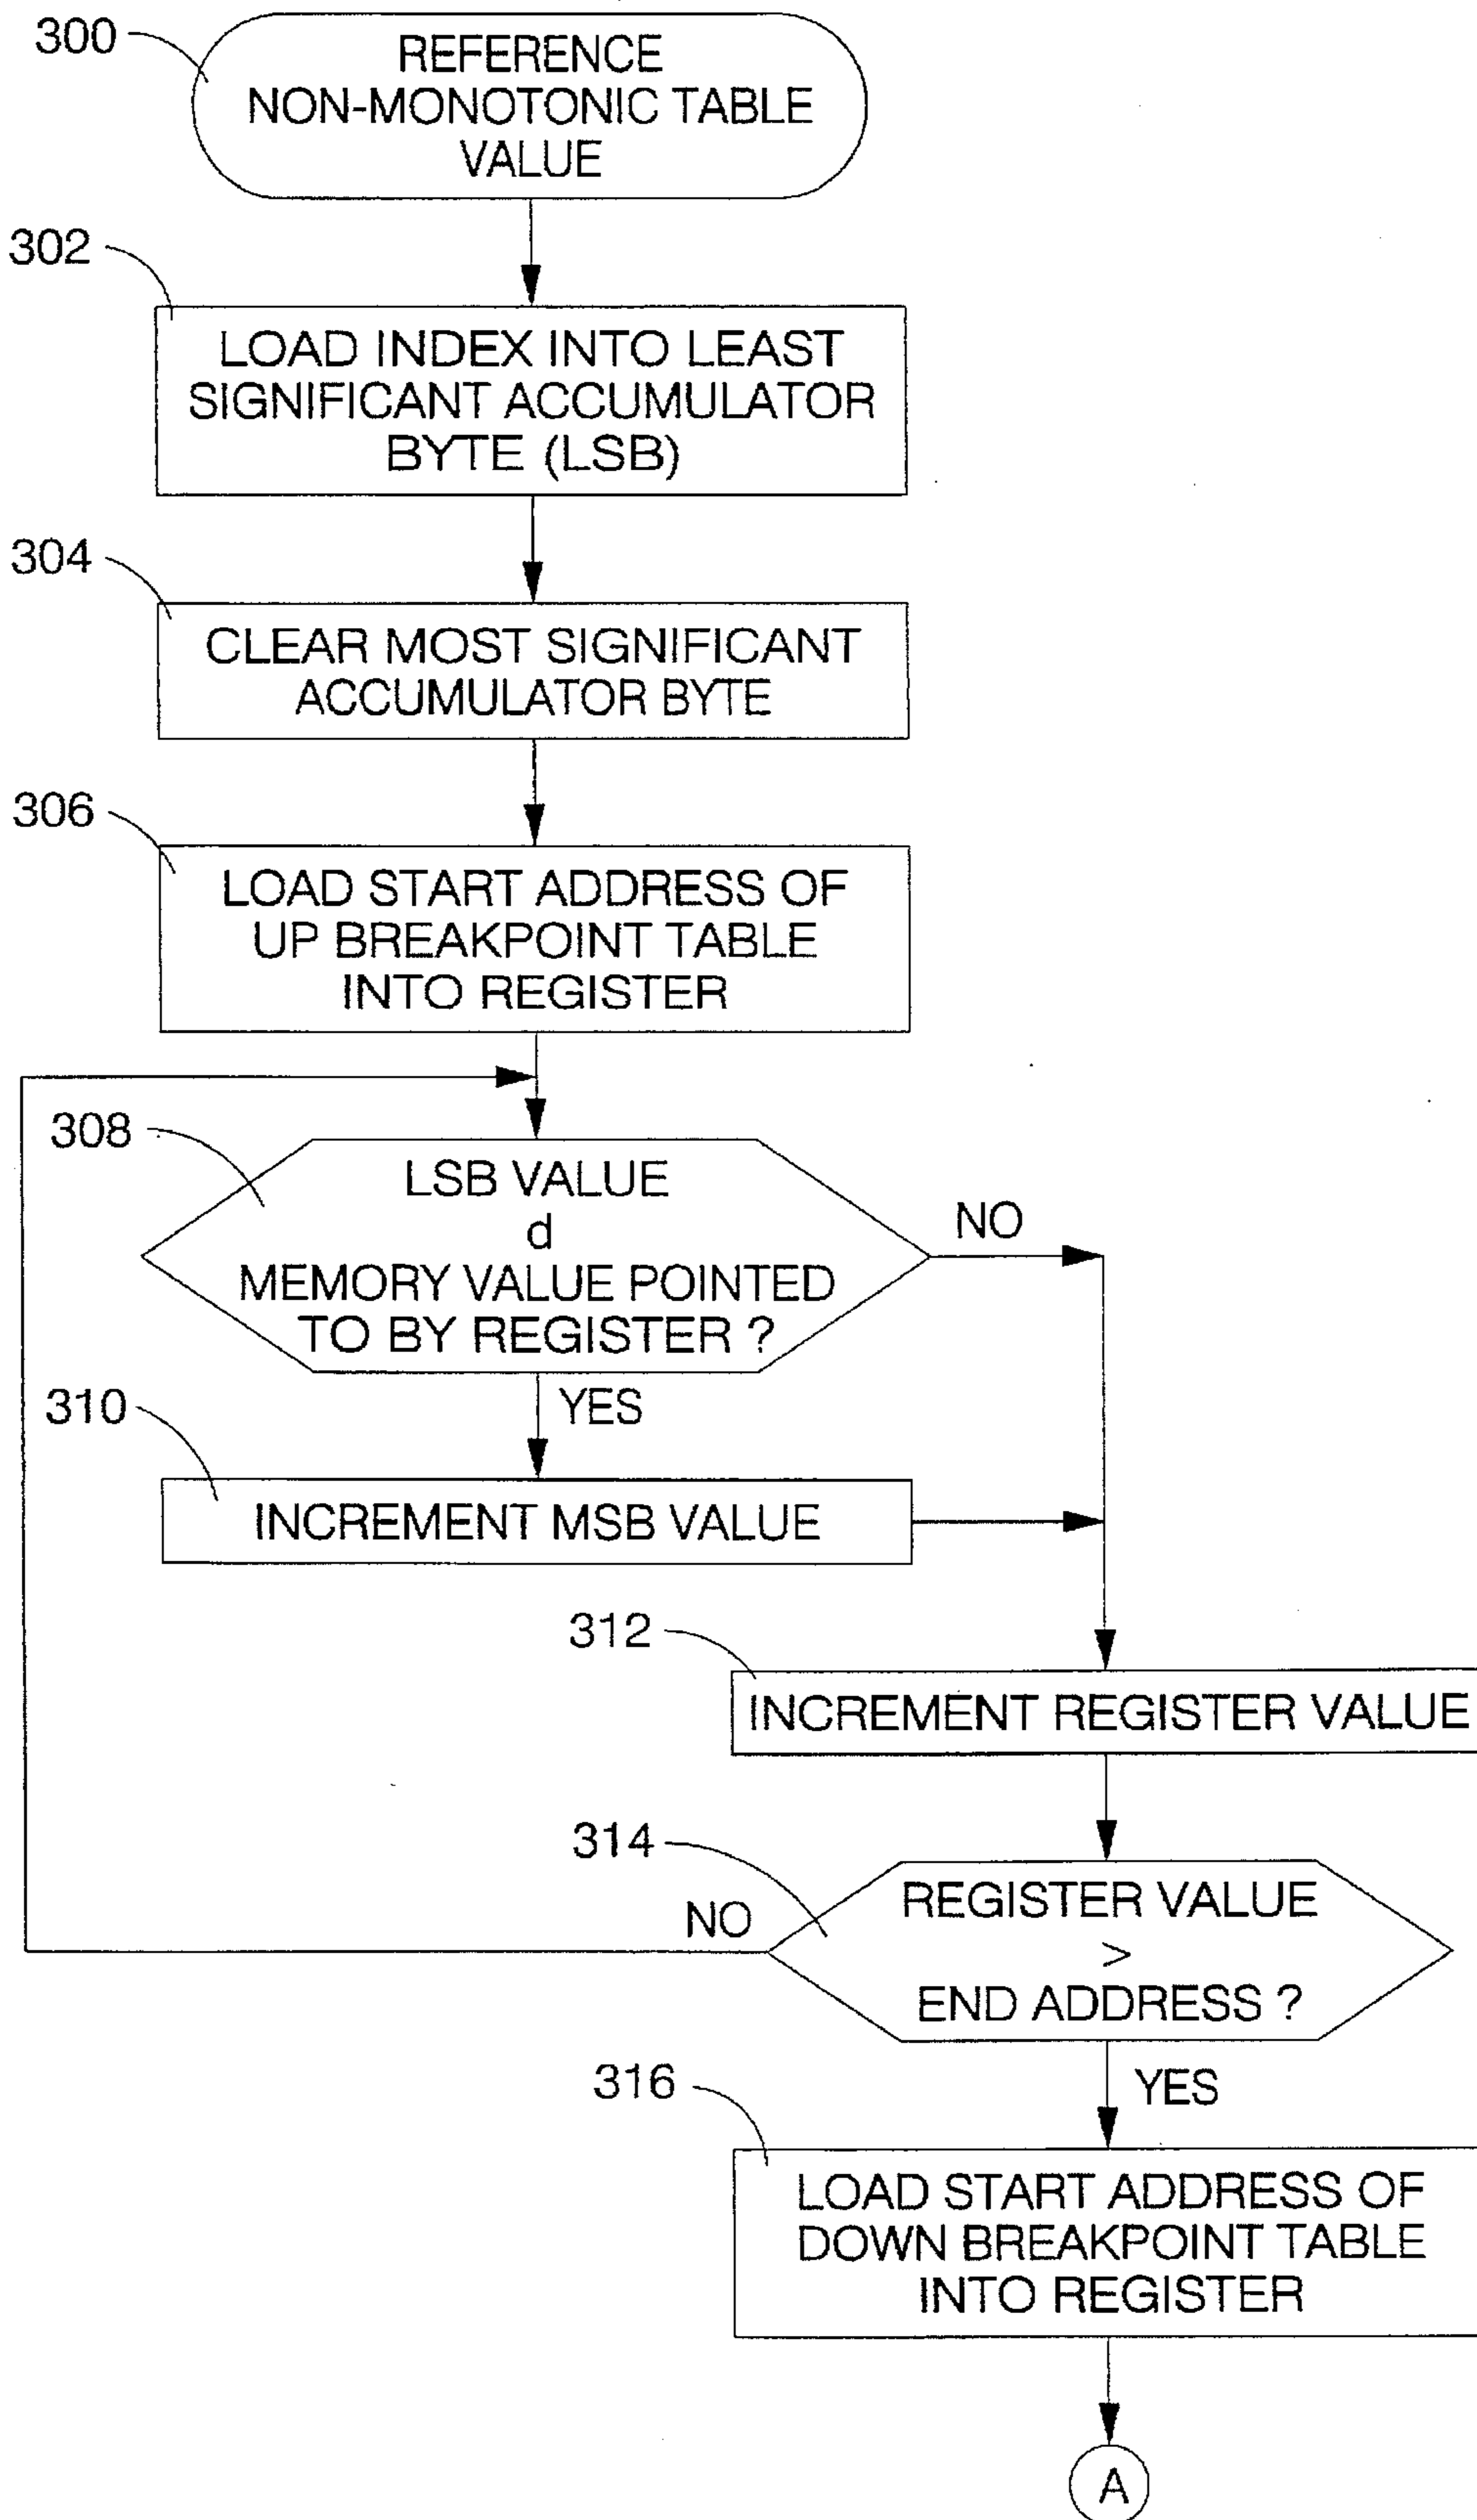 300
REFERENCE
NON-MONOTONIC TABLE
VALUE
302
LOAD INDEX INTO LEAST
SIGNIFICANT ACCUMULATOR
BYTE (LSB)
304
CLEAR MOST SIGNIFICANT
ACCUMULATOR BYTE
306
LOAD START ADDRESS OF
UP BREAKPOINT TABLE
INTO REGISTER
308
LSB VALUE
d
MEMORY VALUE POINTED
TO BY REGISTER ?
NO
YES
310
INCREMENT MSB VALUE
312
INCREMENT REGISTER VALUE
314
REGISTER VALUE
>
END ADDRESS ?
NO
YES
316
LOAD START ADDRESS OF
DOWN BREAKPOINT TABLE
INTO REGISTER
A